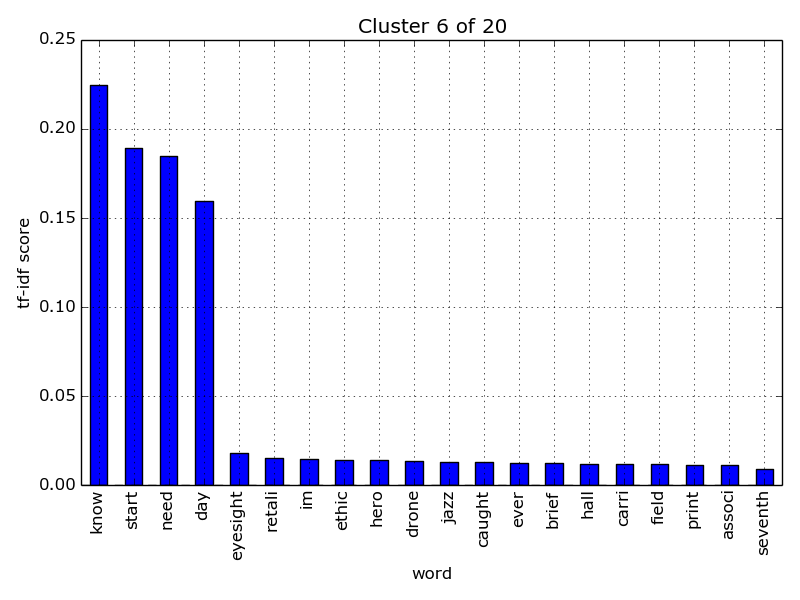 Cluster 6 of 20
0.25
0.20
0.15
0.10
0.05
0.00
tf-idf score
know start need day eyesight retali im ethic hero drone jazz caught ever brief hall carri field print associ seventh
word